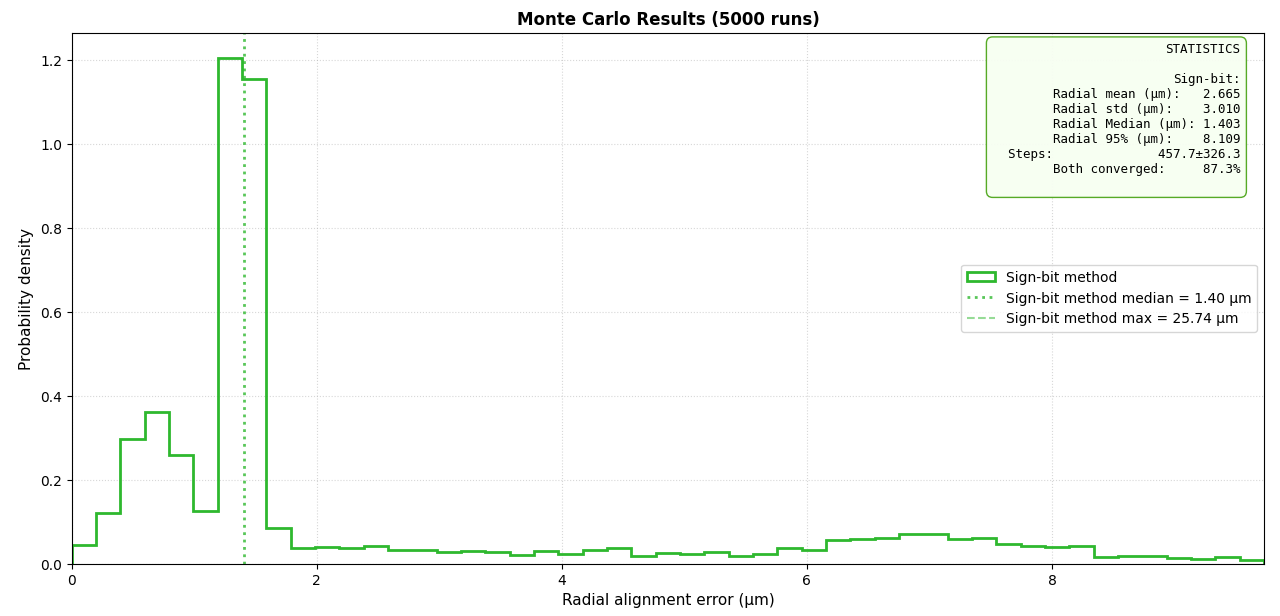 Monte Carlo Results (5000 runs)
STATISTICS
Sign-bit:
Radial mean (μm): 2.665
Radial std (μm): 3.010
Radial Median (μm): 1.403
Radial 95% (μm): 8.109
Steps: 457.7±326.3
Both converged: 87.3%
Sign-bit method
Sign-bit method median = 1.40 μm
Sign-bit method max = 25.74 μm
Probability density
1.2
1.0
0.8
0.6
0.4
0.2
0.0
0
2
4
6
8
Radial alignment error (μm)